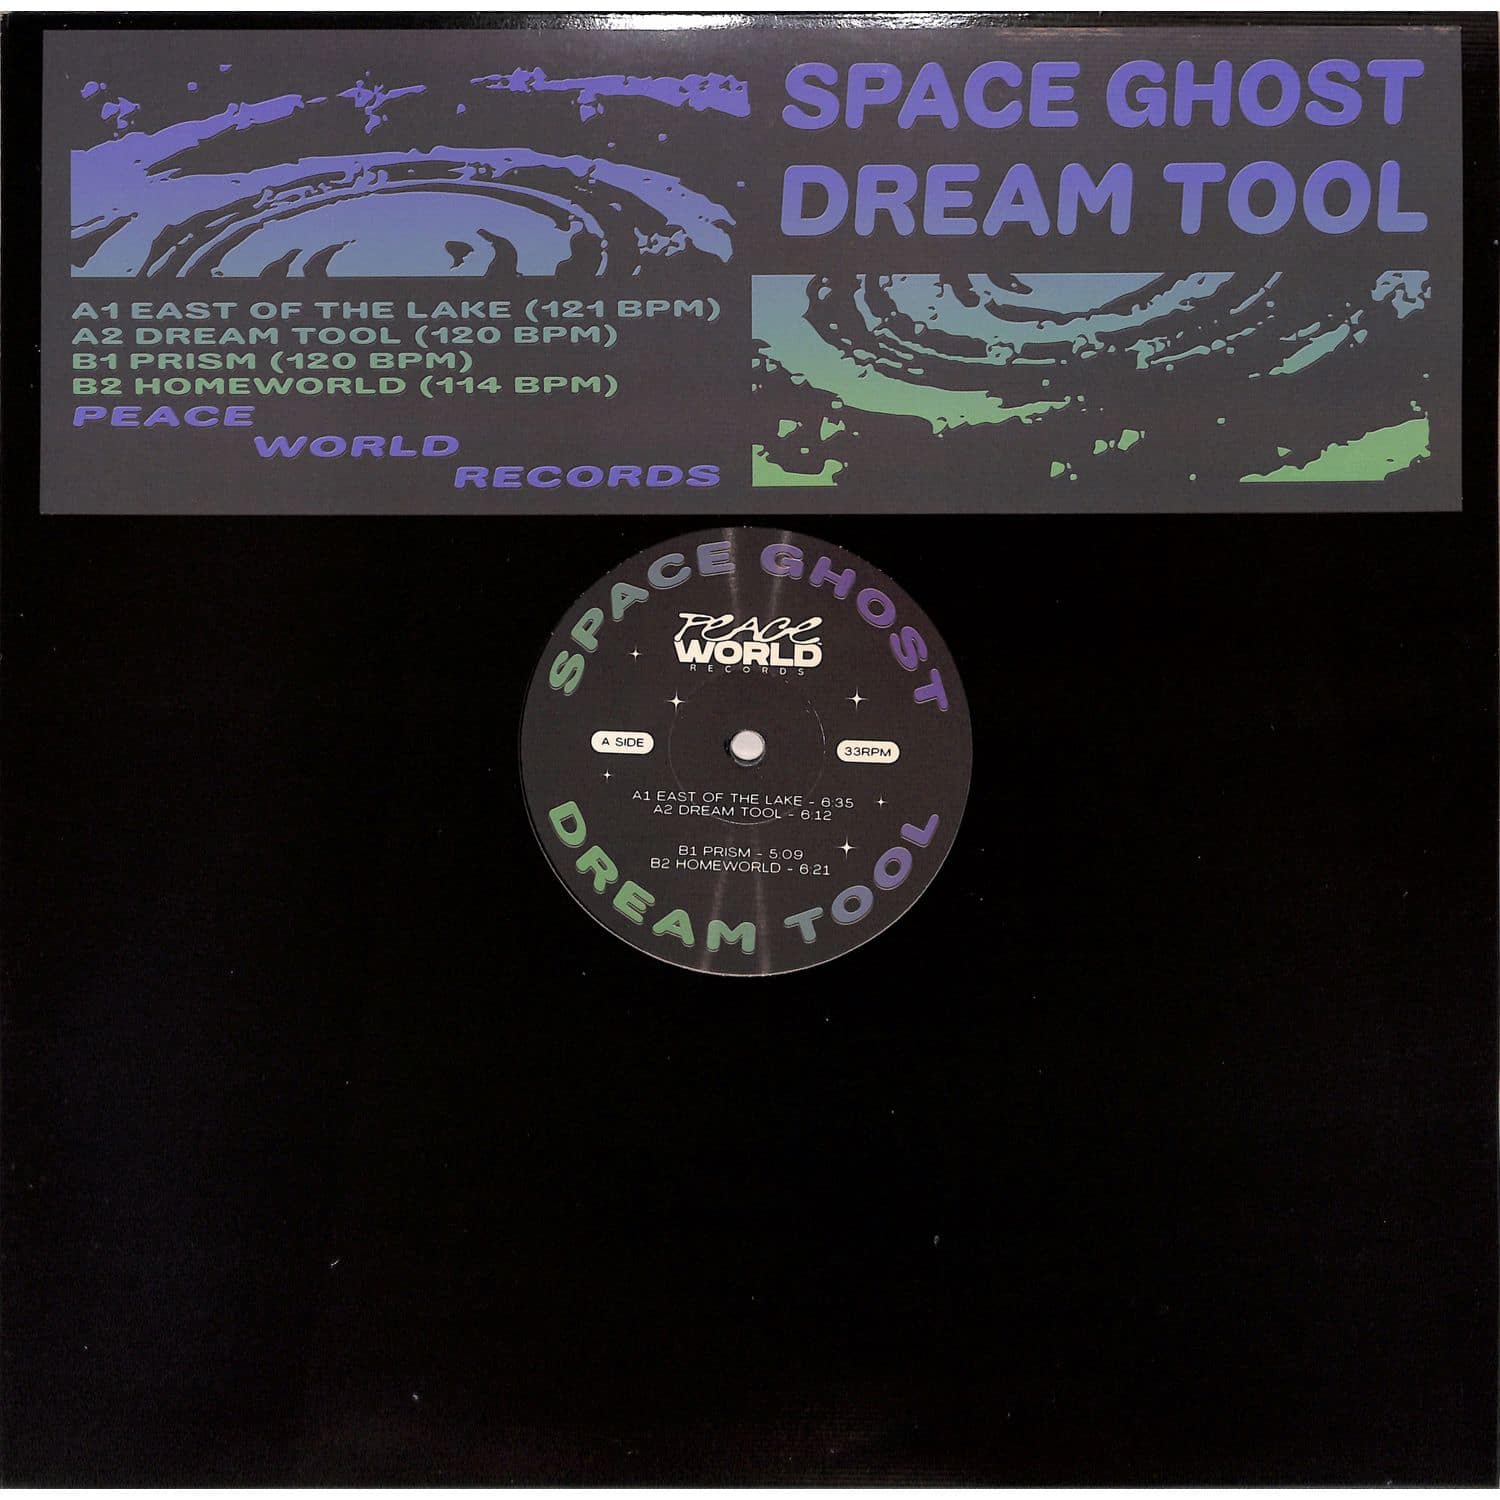 SPACE GHOST
DREAM TOOL
A1 EAST OF THE LAKE (121 BPM)
A2 DREAM TOOL (120 BPM)
B1 PRISM (120 BPM)
B2 HOMEWORLD (114 BPM)
PEACE
WORLD
RECORDS
SPACE GHOST
PEACE
WORLD
RECORDS
A SIDE
33RPM
A1 EAST OF THE LAKE - 6:35
A2 DREAM TOOL - 6:12
B1 PRISM - 5:09
B2 HOMEWORLD - 6:21
DREAM TOOL